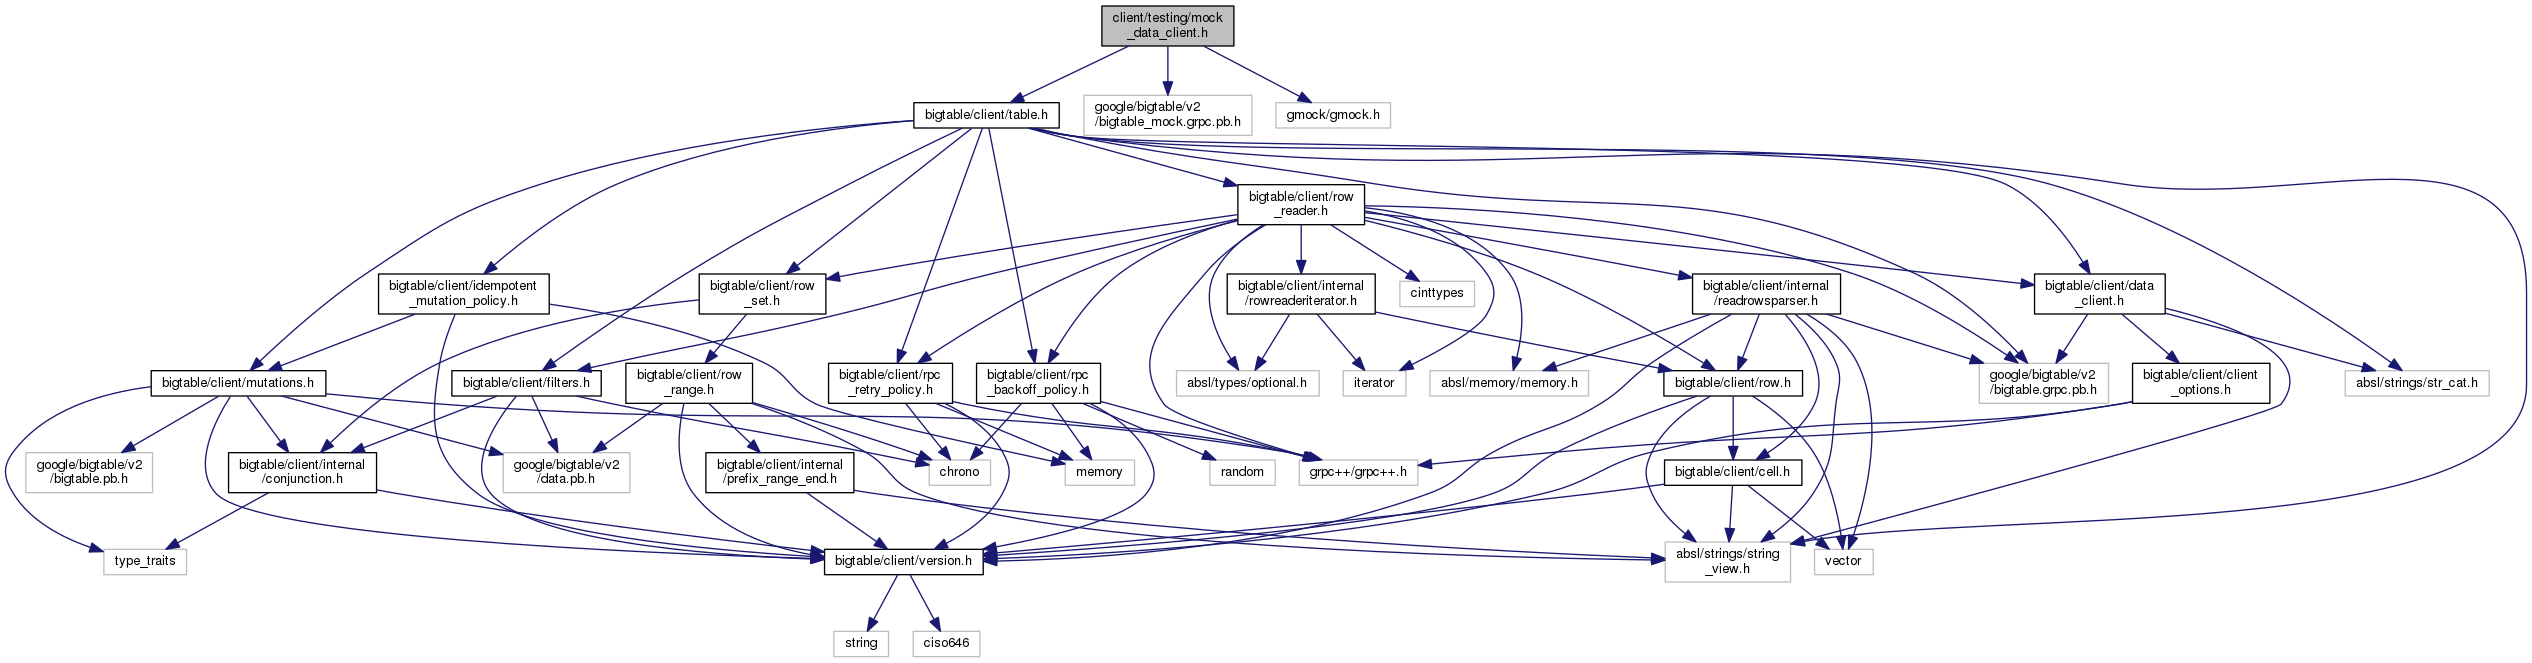 client/testing/mock
_data_client.h
bigtable/client/table.h
google/bigtable/v2
/bigtable_mock.grpc.pb.h
gmock/gmock.h
bigtable/client/row
_reader.h
bigtable/client/idempotent
_mutation_policy.h
bigtable/client/row
_set.h
bigtable/client/internal
/rowreaderiterator.h
cinttypes
bigtable/client/internal
/readrowsparser.h
bigtable/client/data
_client.h
bigtable/client/mutations.h
bigtable/client/filters.h
bigtable/client/row
_range.h
bigtable/client/rpc
_retry_policy.h
bigtable/client/rpc
_backoff_policy.h
absl/types/optional.h
iterator
absl/memory/memory.h
bigtable/client/row.h
google/bigtable/v2
/bigtable.grpc.pb.h
bigtable/client/client
_options.h
absl/strings/str_cat.h
google/bigtable/v2
/bigtable.pb.h
bigtable/client/internal
/conjunction.h
google/bigtable/v2
/data.pb.h
bigtable/client/internal
/prefix_range_end.h
chrono
memory
random
grpc++/grpc++.h
bigtable/client/cell.h
type_traits
bigtable/client/version.h
absl/strings/string
_view.h
vector
string
ciso646